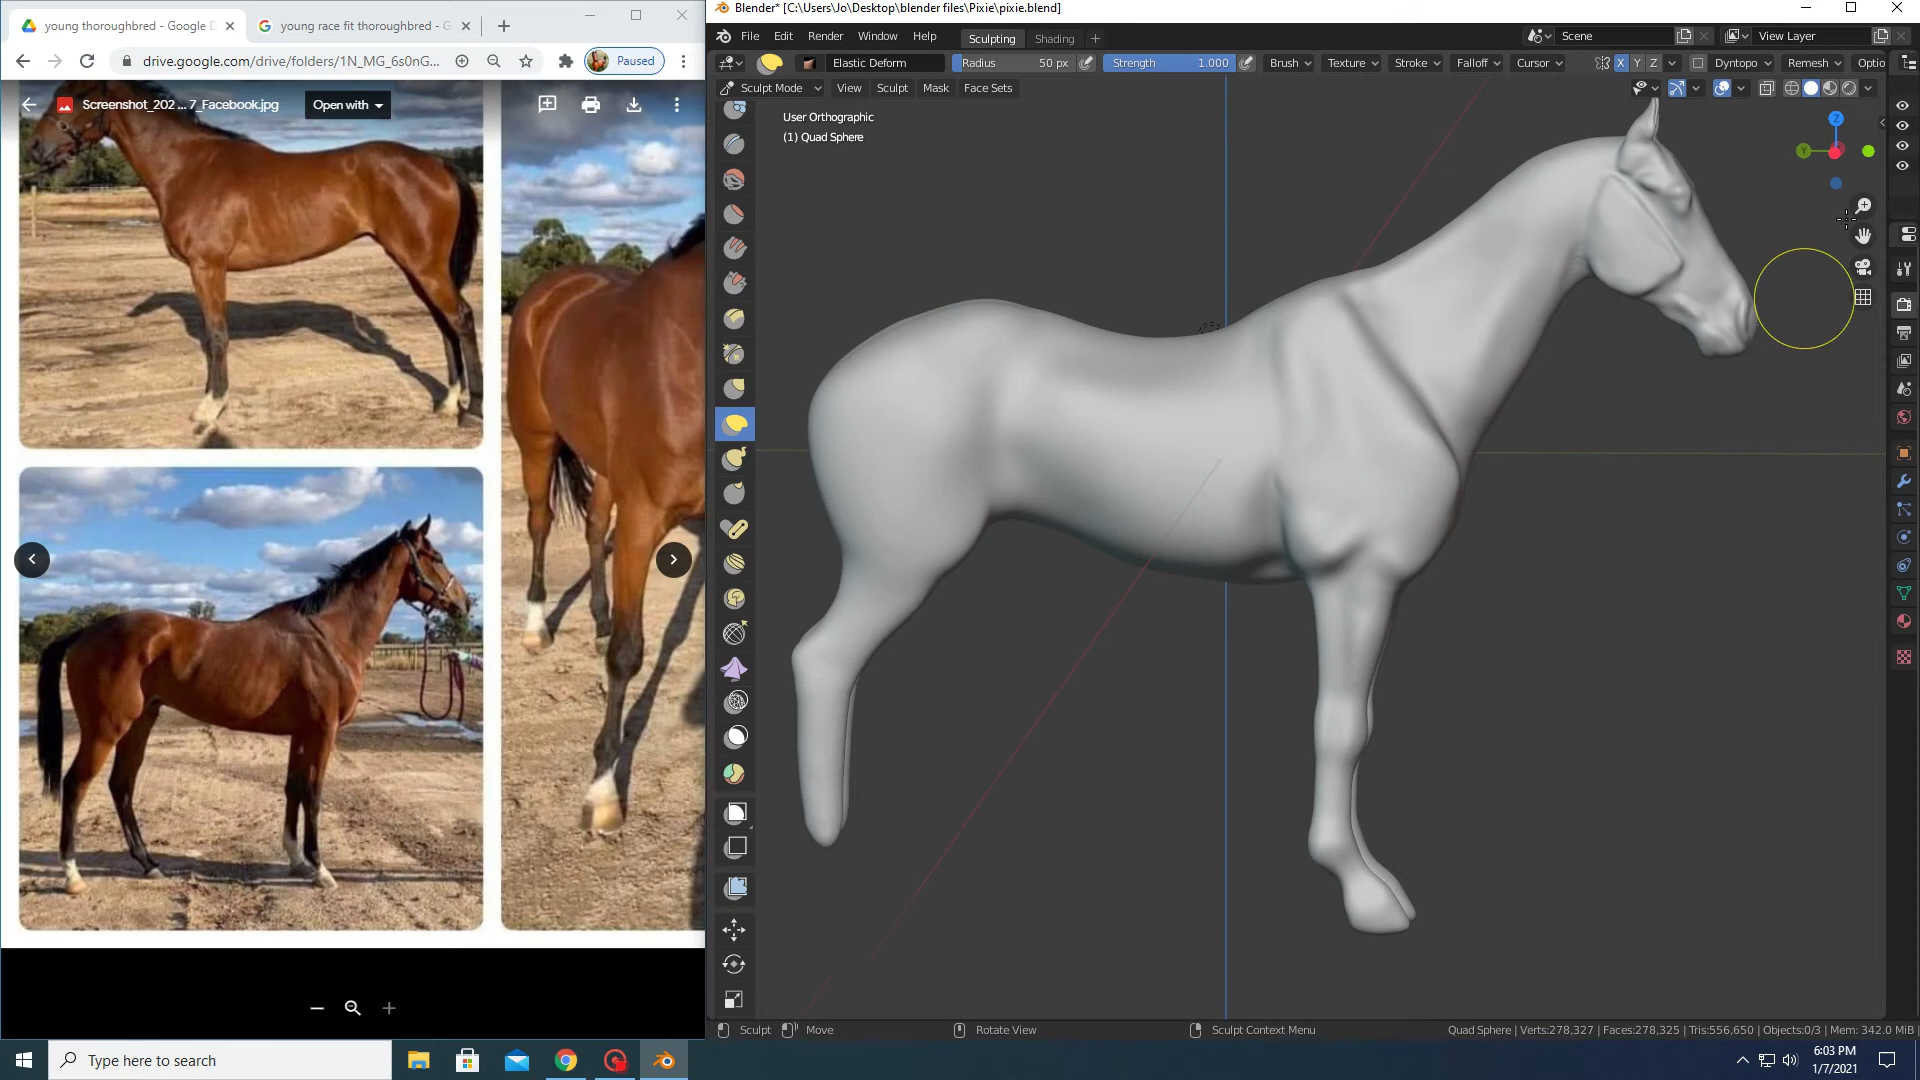 young thoroughbred - Google D
young race fit thoroughbred - G
drive.google.com/drive/folders/1N_MG_6s0nG...
Paused
Screenshot_202 ... 7_Facebook.jpg
Open with
Blender* [C:\Users\Jo\Desktop\blender files\Pixie\pixie.blend]
File Edit Render Window Help
Sculpting Shading
Scene
View Layer
Elastic Deform
Radius 50 px
Strength 1.000
Brush Texture Stroke Falloff Cursor
X Y Z
Dyntopo Remesh Optio
Sculpt Mode View Sculpt Mask Face Sets
User Orthographic
(1) Quad Sphere
Z
Y
Sculpt Move Rotate View Sculpt Context Menu
Quad Sphere | Verts:278,327 | Faces:278,325 | Tris:556,650 | Objects:0/3 | Mem: 342.0 MiB
Type here to search
6:03 PM
1/7/2021